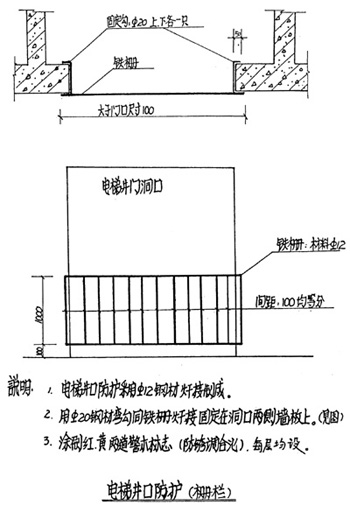 固定勾,Φ20上.下各一只
50
铁栅
大于门口尺寸100
电梯井门洞口
铁栅:材料Φ12
间距:100均等分
1000
100
説明: 1. 电梯井口防护采用Φ12钢材焊接制成。
2. 用Φ20钢材弯勾同铁栅焊接固定在洞口两侧墙板上。(见图)
3. 涂刷红.黄两道警示标志(防锈漆台氿),每层均设。
电梯井口防护(栅栏)